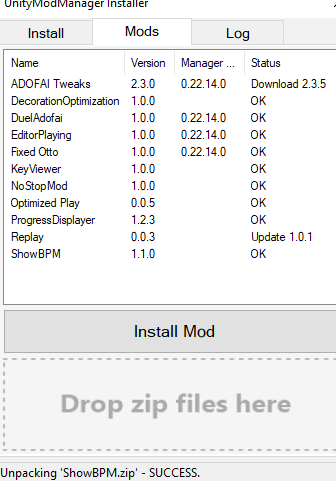 UnityModManager Installer
Install Mods Log
Name Version Manager ... Status
ADOFAI Tweaks 2.3.0 0.22.14.0 Download 2.3.5
DecorationOptimization 1.0.0 OK
DuelAdofai 1.0.0 0.22.14.0 OK
EditorPlaying 1.0.0 0.22.14.0 OK
Fixed Otto 1.0.0 0.22.14.0 OK
KeyViewer 1.0.0 OK
NoStopMod 1.0.0 OK
Optimized Play 0.0.5 OK
ProgressDisplayer 1.2.3 OK
Replay 0.0.3 Update 1.0.1
ShowBPM 1.1.0 OK
Install Mod
Drop zip files here
Unpacking 'ShowBPM.zip' - SUCCESS.